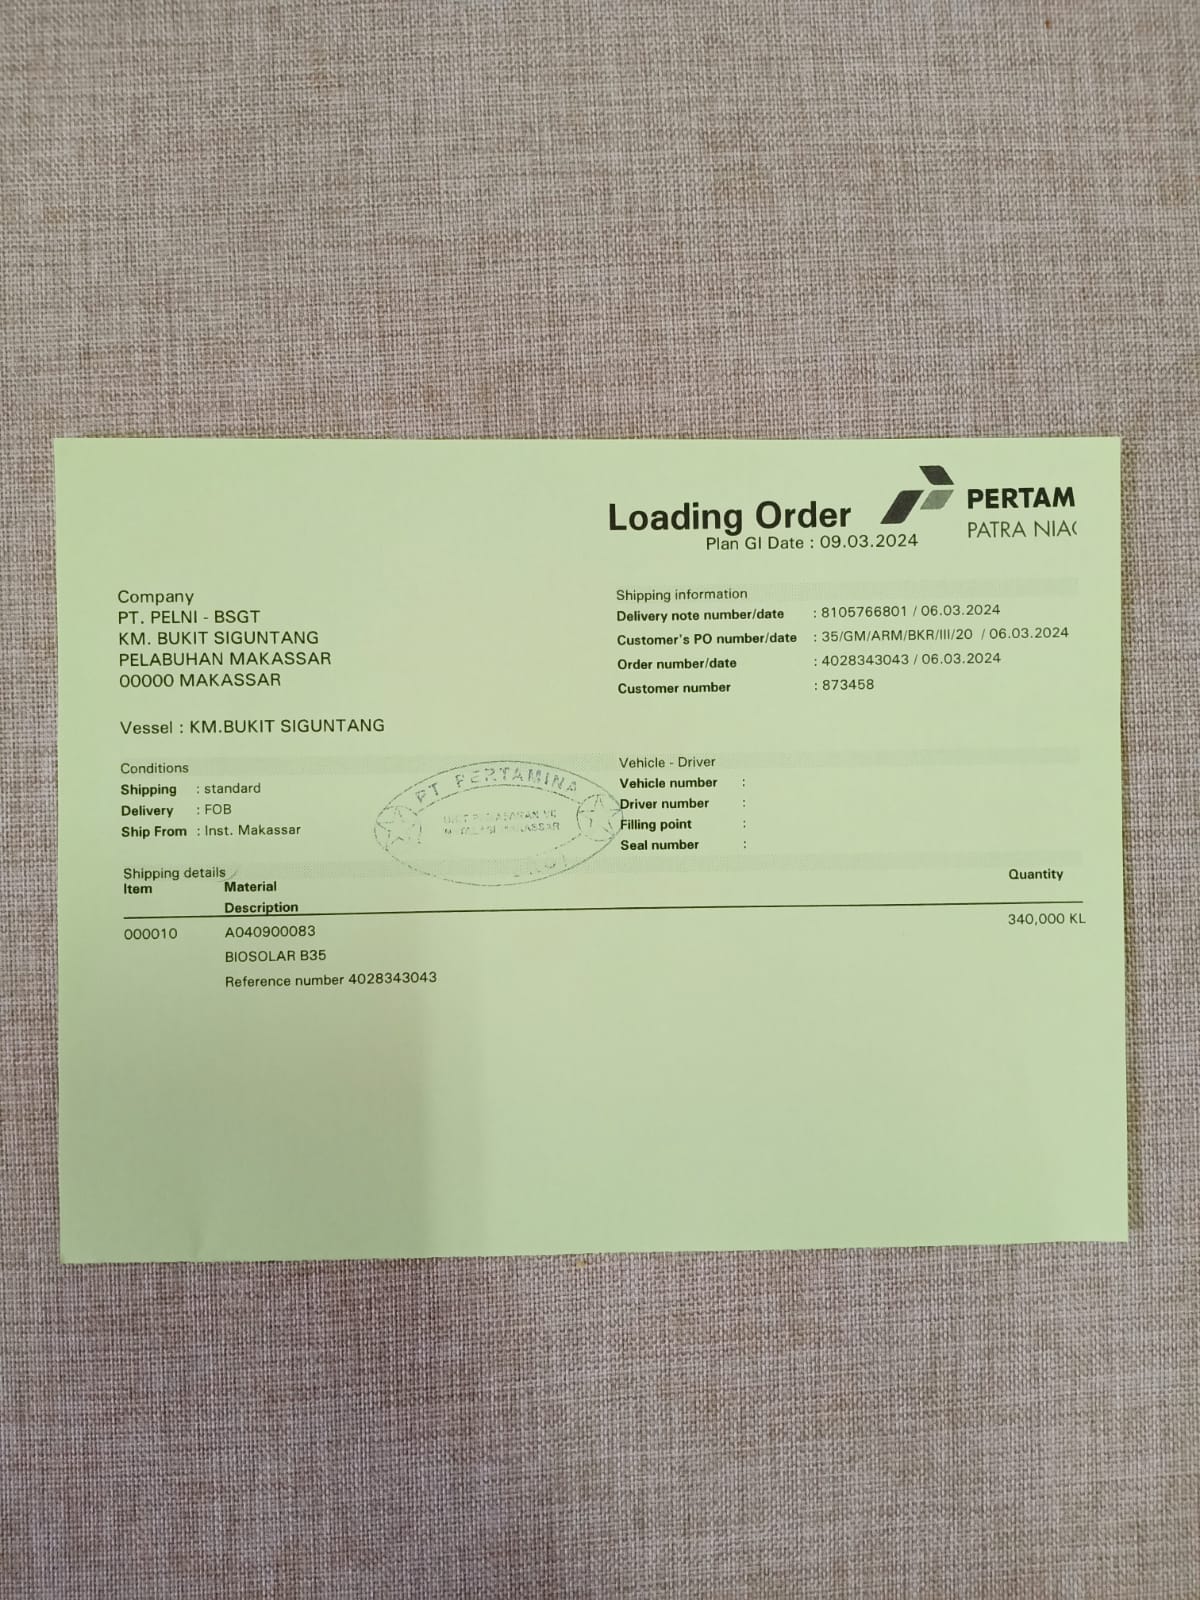 Loading Order
Plan GI Date : 09.03.2024
PERTAM
PATRA NIA
Company
PT. PELNI - BSGT
KM. BUKIT SIGUNTANG
PELABUHAN MAKASSAR
00000 MAKASSAR
Vessel : KM.BUKIT SIGUNTANG
Shipping information
Delivery note number/date : 8105766801 / 06.03.2024
Customer's PO number/date : 35/GM/ARM/BKR/III/20 / 06.03.2024
Order number/date : 4028343043 / 06.03.2024
Customer number : 873458
Conditions
Shipping : standard
Delivery : FOB
Ship From : Inst. Makassar
PT PERTAMINA
Vehicle - Driver
Vehicle number :
Driver number :
Filling point :
Seal number :
Shipping details
Item Material Quantity
Description
000010 A040900083 340,000 KL
BIOSOLAR B35
Reference number 4028343043